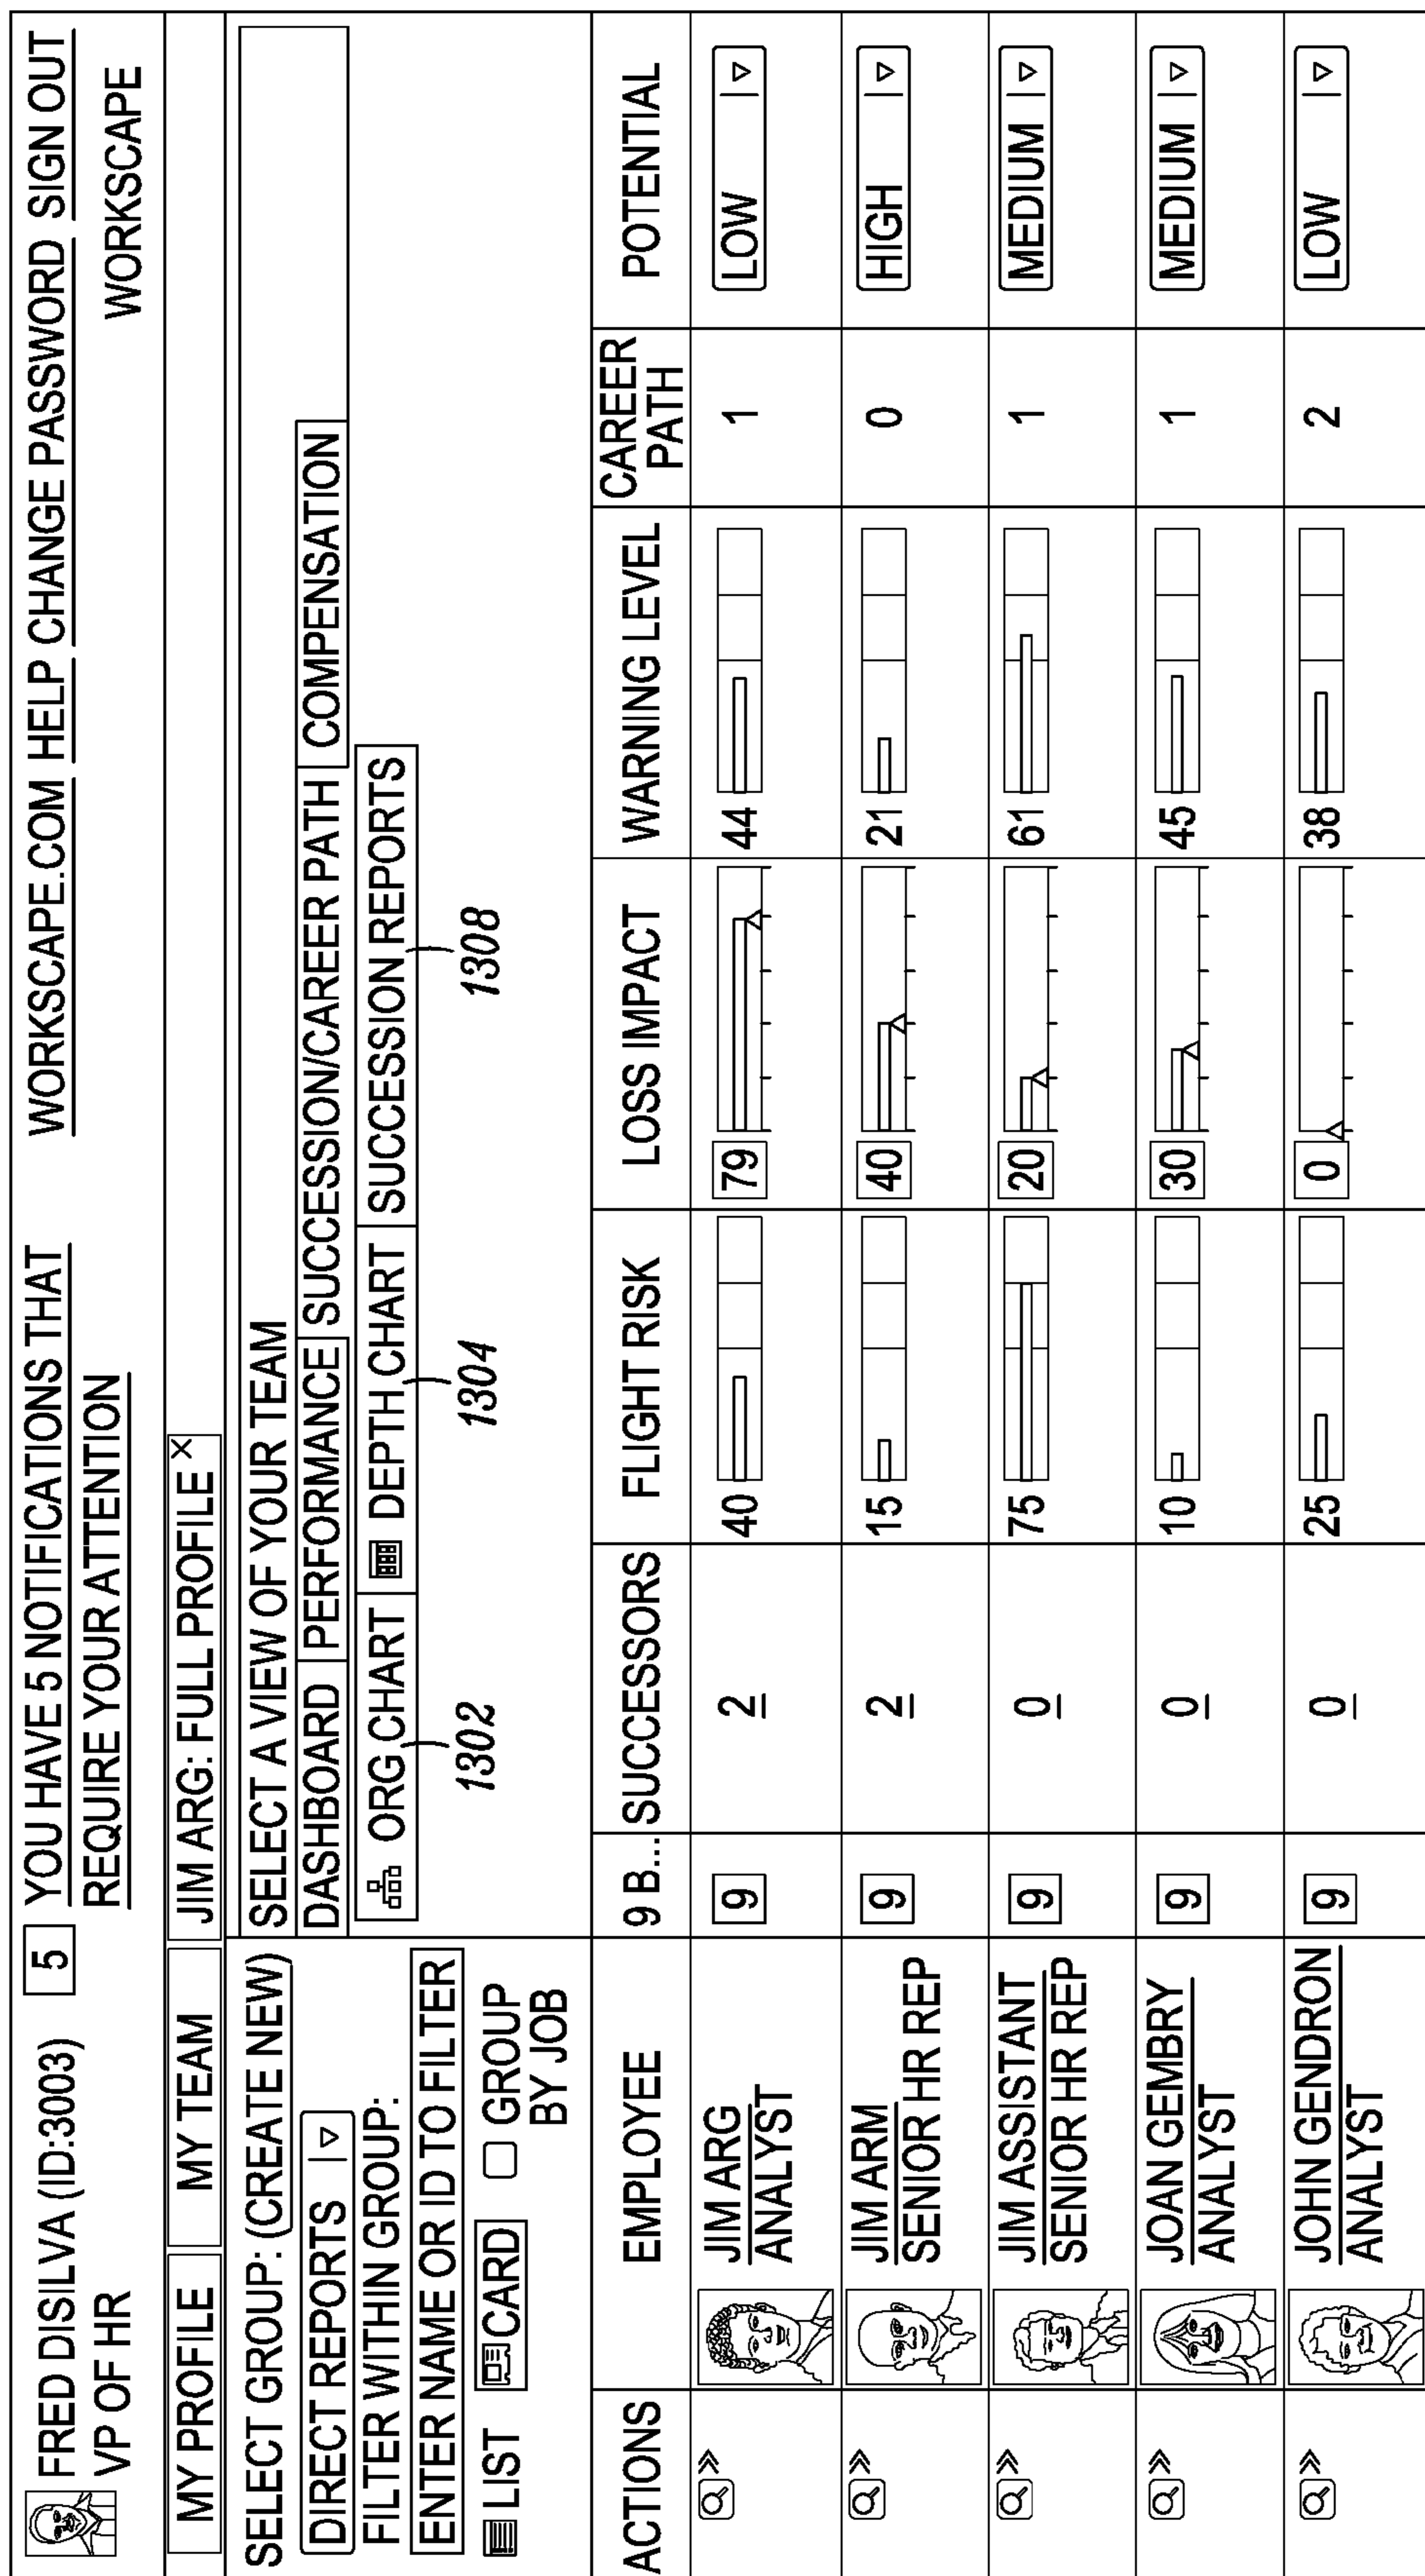 FRED DISILVA (ID:3003)
VP OF HR
5
YOU HAVE 5 NOTIFICATIONS THAT
REQUIRE YOUR ATTENTION
WORKSCAPE.COM HELP CHANGE PASSWORD SIGN OUT
WORKSCAPE
MY PROFILE MY TEAM JIM ARG: FULL PROFILE X
SELECT GROUP: (CREATE NEW)
DIRECT REPORTS
FILTER WITHIN GROUP:
ENTER NAME OR ID TO FILTER
LIST CARD GROUP
BY JOB
SELECT A VIEW OF YOUR TEAM
DASHBOARD PERFORMANCE SUCCESSION/CAREER PATH COMPENSATION
ORG CHART DEPTH CHART SUCCESSION REPORTS
1302 1304 1308
ACTIONS EMPLOYEE 9 B... SUCCESSORS FLIGHT RISK LOSS IMPACT WARNING LEVEL CAREER
PATH POTENTIAL
JIM ARG 9 2 40 79 44 1 LOW
ANALYST
JIM ARM 9 2 15 40 21 0 HIGH
SENIOR HR REP
JIM ASSISTANT 9 0 75 20 61 1 MEDIUM
SENIOR HR REP
JOAN GEMBRY 9 0 10 30 45 1 MEDIUM
ANALYST
JOHN GENDRON 9 0 25 0 38 2 LOW
ANALYST